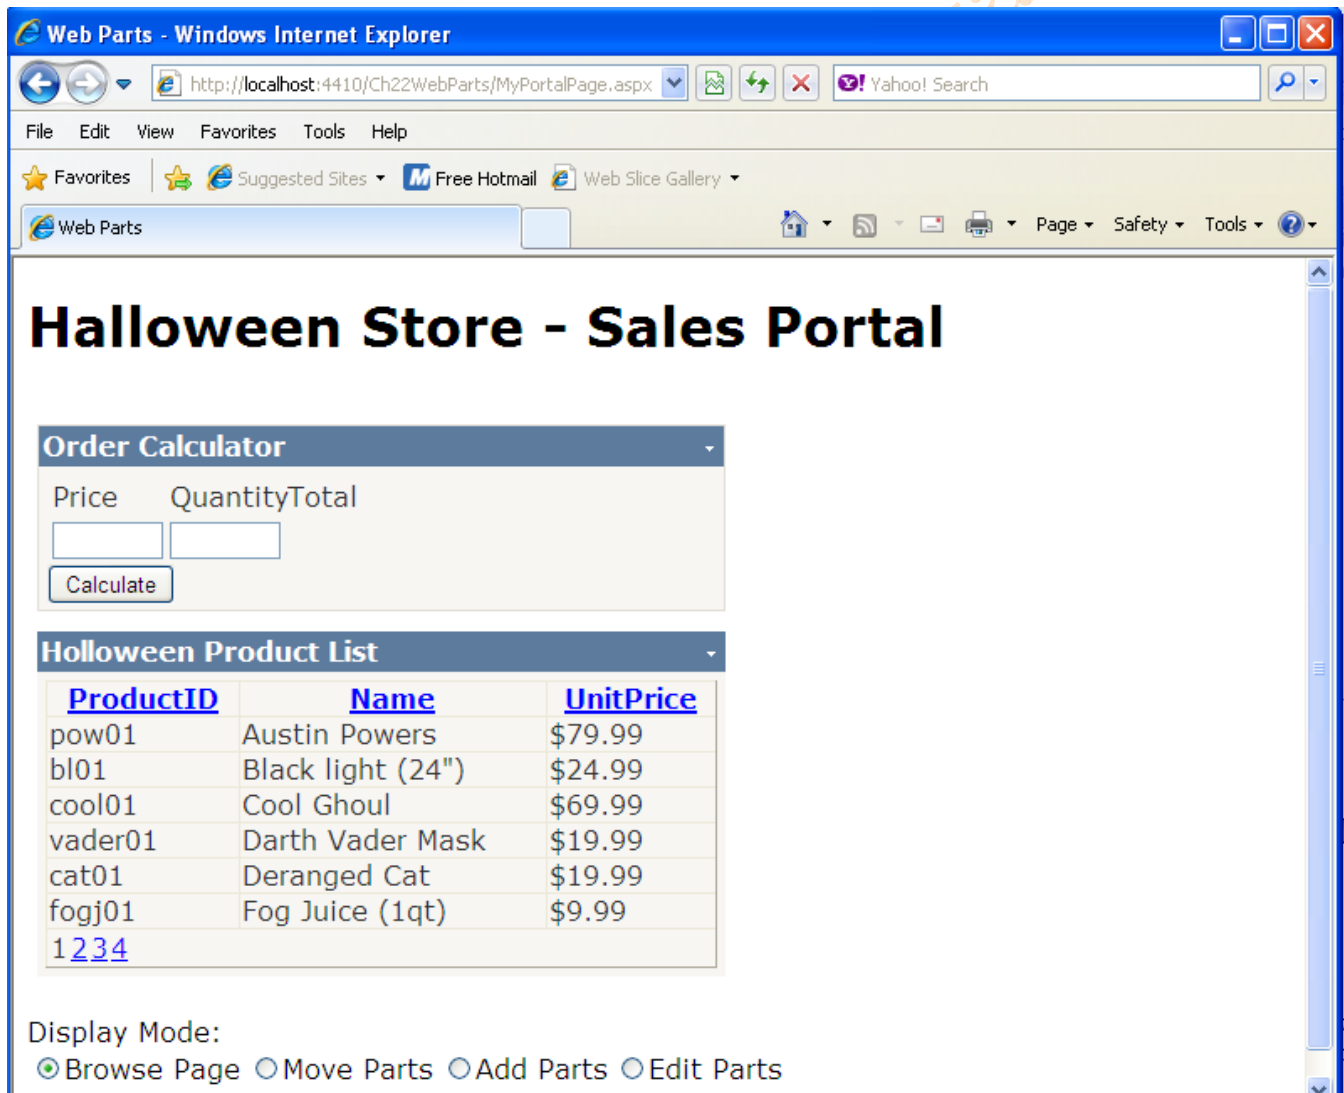 Web Parts - Windows Internet Explorer
http://localhost:4410/Ch22WebParts/MyPortalPage.aspx Yahoo! Search
File Edit View Favorites Tools Help
Favorites Suggested Sites Free Hotmail Web Slice Gallery
Web Parts Page Safety Tools
Halloween Store - Sales Portal
Order Calculator
Price QuantityTotal
Calculate
Holloween Product List
ProductID Name UnitPrice
pow01 Austin Powers $79.99
bl01 Black light (24") $24.99
cool01 Cool Ghoul $69.99
vader01 Darth Vader Mask $19.99
cat01 Deranged Cat $19.99
fogj01 Fog Juice (1qt) $9.99
1234
Display Mode:
Browse Page Move Parts Add Parts Edit Parts